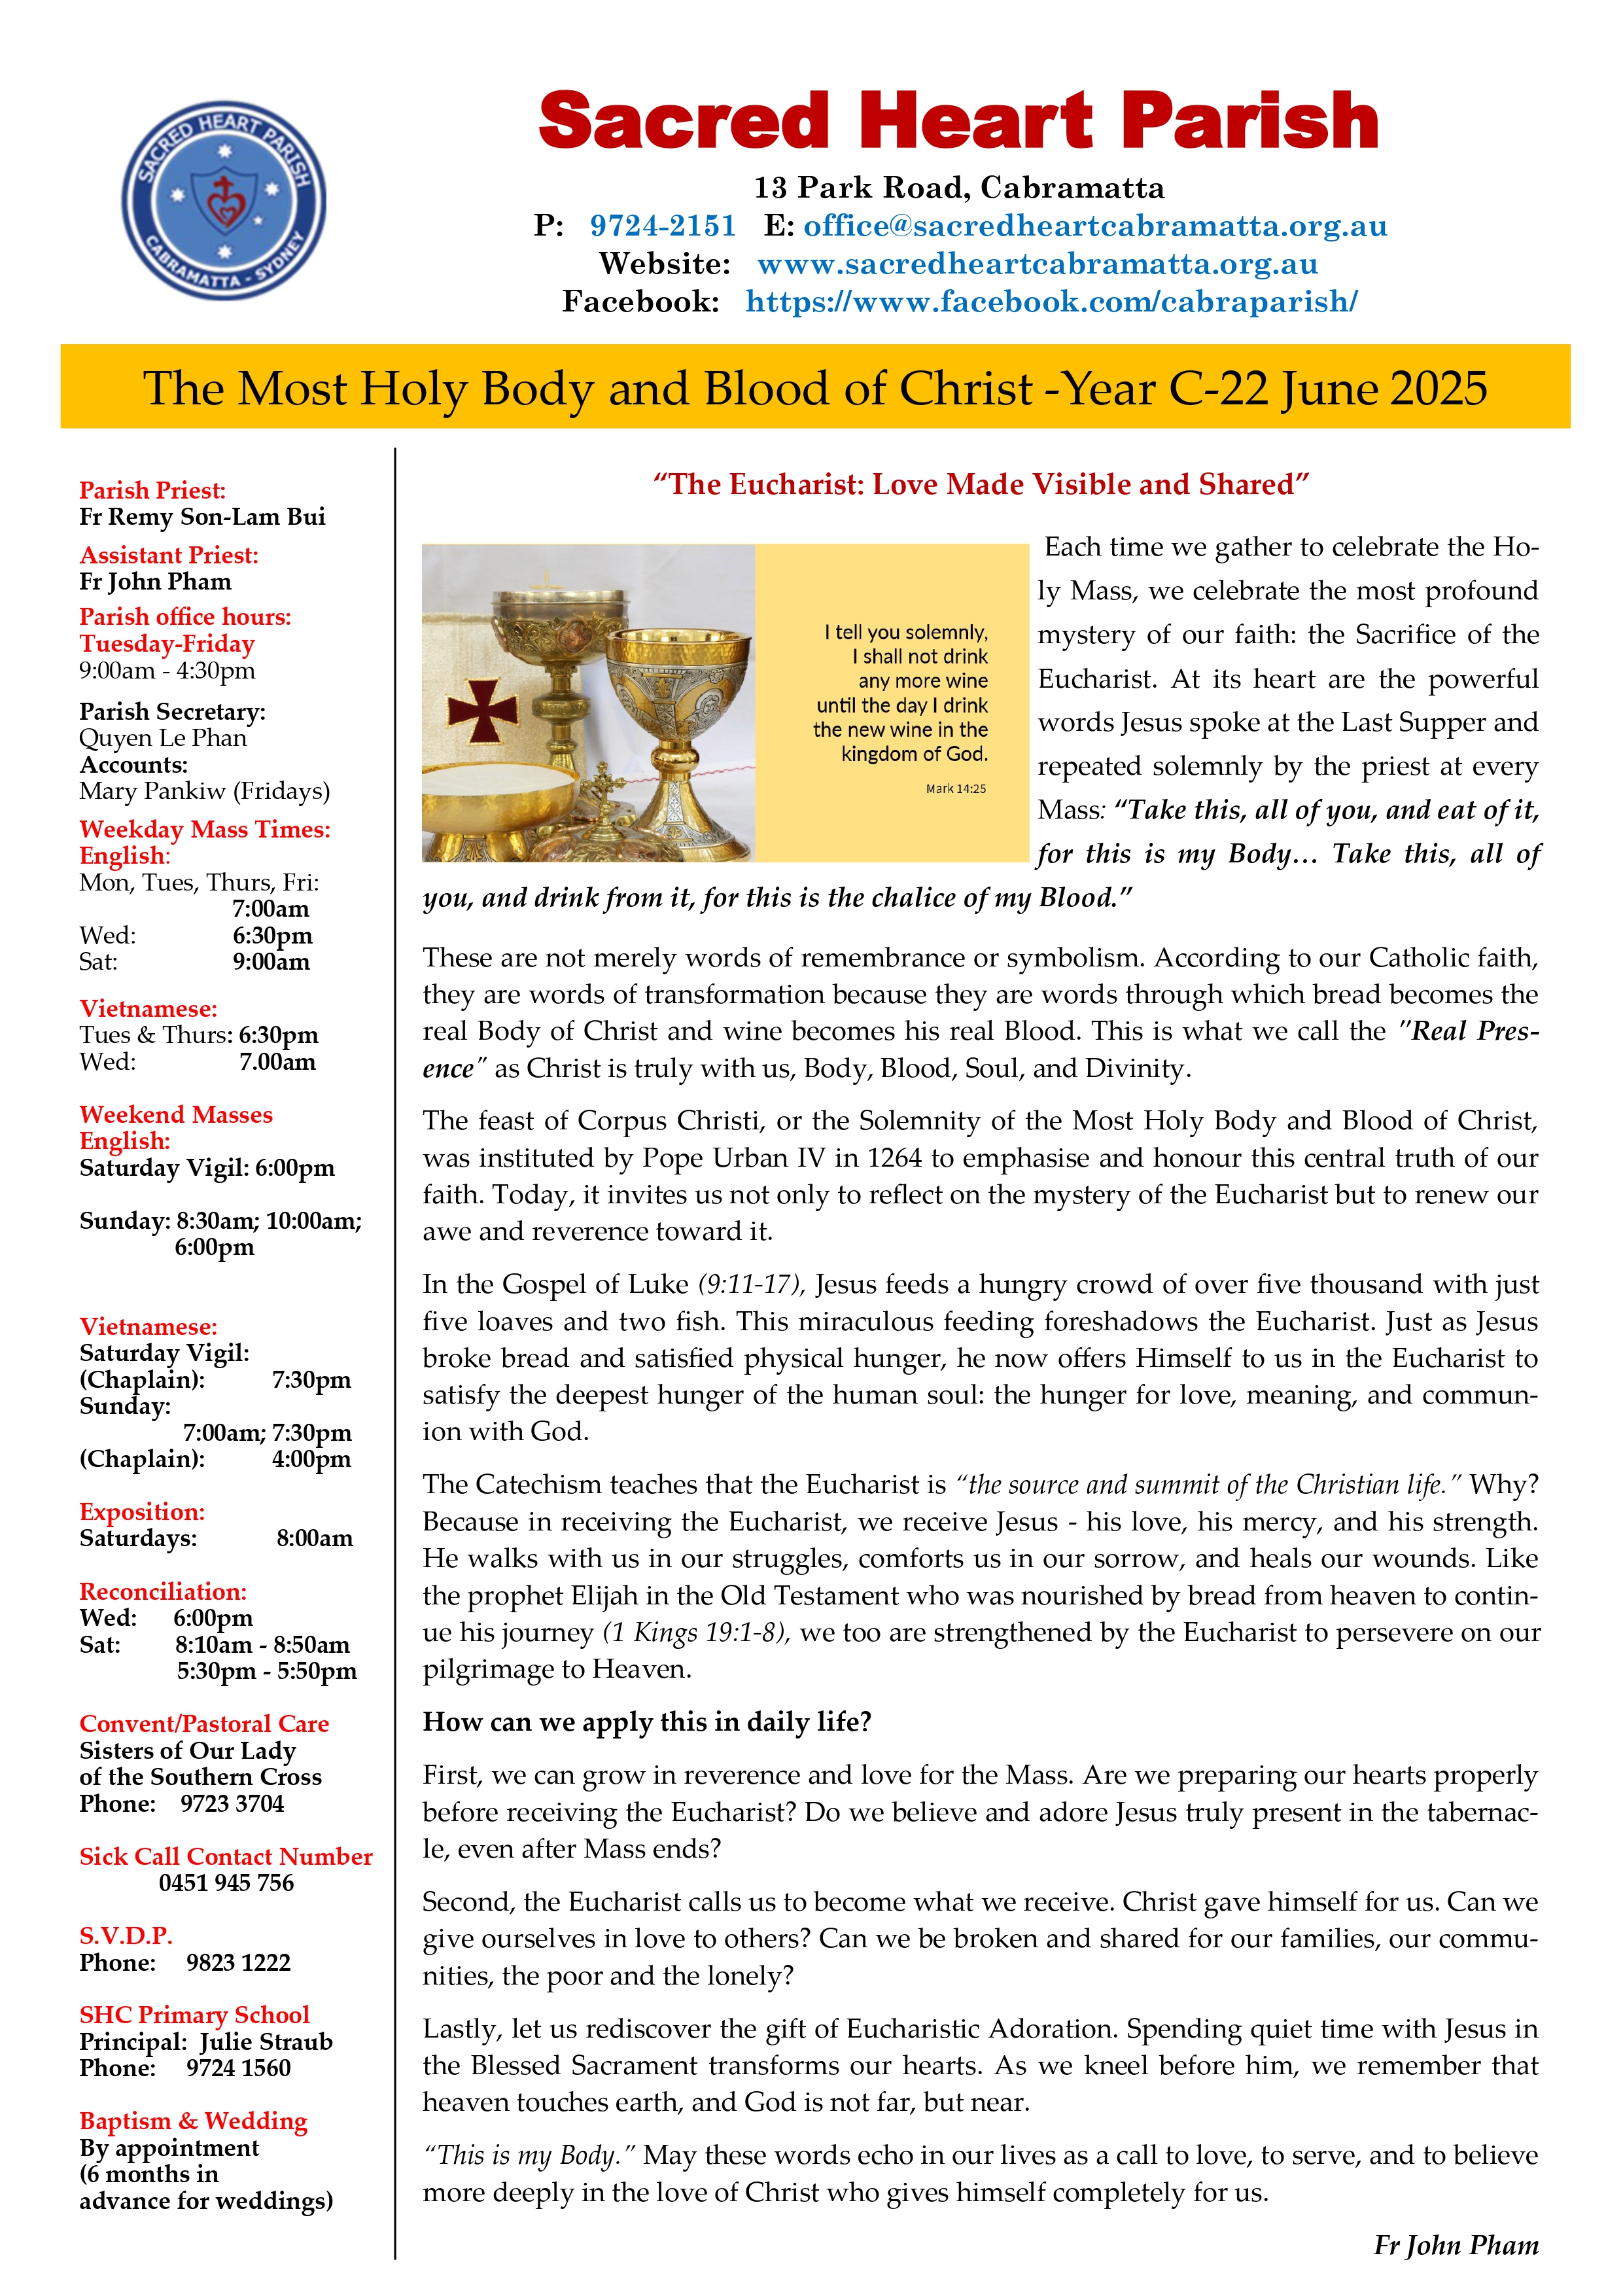 SACRED HEART PARISH
CABRAMATTA - SYDNEY
Sacred Heart Parish
13 Park Road, Cabramatta
P: 9724-2151 E: office@sacredheartcabramatta.org.au
Website: www.sacredheartcabramatta.org.au
Facebook: https://www.facebook.com/cabraparish/
The Most Holy Body and Blood of Christ -Year C-22 June 2025
Parish Priest:
Fr Remy Son-Lam Bui
Assistant Priest:
Fr John Pham
Parish office hours:
Tuesday-Friday
9:00am - 4:30pm
Parish Secretary:
Quyen Le Phan
Accounts:
Mary Pankiw (Fridays)
Weekday Mass Times:
English:
Mon, Tues, Thurs, Fri:
7:00am
Wed: 6:30pm
Sat: 9:00am
Vietnamese:
Tues & Thurs: 6:30pm
Wed: 7.00am
Weekend Masses
English:
Saturday Vigil: 6:00pm
Sunday: 8:30am; 10:00am;
6:00pm
Vietnamese:
Saturday Vigil:
(Chaplain): 7:30pm
Sunday:
7:00am; 7:30pm
(Chaplain): 4:00pm
Exposition:
Saturdays: 8:00am
Reconciliation:
Wed: 6:00pm
Sat: 8:10am - 8:50am
5:30pm - 5:50pm
Convent/Pastoral Care
Sisters of Our Lady
of the Southern Cross
Phone: 9723 3704
Sick Call Contact Number
0451 945 756
S.V.D.P.
Phone: 9823 1222
SHC Primary School
Principal: Julie Straub
Phone: 9724 1560
Baptism & Wedding
By appointment
(6 months in
advance for weddings)
“The Eucharist: Love Made Visible and Shared”
I tell you solemnly,
I shall not drink
any more wine
until the day I drink
the new wine in the
kingdom of God.
Mark 14:25
Each time we gather to celebrate the Ho-
ly Mass, we celebrate the most profound
mystery of our faith: the Sacrifice of the
Eucharist. At its heart are the powerful
words Jesus spoke at the Last Supper and
repeated solemnly by the priest at every
Mass: “Take this, all of you, and eat of it,
for this is my Body… Take this, all of
you, and drink from it, for this is the chalice of my Blood.”
These are not merely words of remembrance or symbolism. According to our Catholic faith,
they are words of transformation because they are words through which bread becomes the
real Body of Christ and wine becomes his real Blood. This is what we call the "Real Pres-
ence" as Christ is truly with us, Body, Blood, Soul, and Divinity.
The feast of Corpus Christi, or the Solemnity of the Most Holy Body and Blood of Christ,
was instituted by Pope Urban IV in 1264 to emphasise and honour this central truth of our
faith. Today, it invites us not only to reflect on the mystery of the Eucharist but to renew our
awe and reverence toward it.
In the Gospel of Luke (9:11-17), Jesus feeds a hungry crowd of over five thousand with just
five loaves and two fish. This miraculous feeding foreshadows the Eucharist. Just as Jesus
broke bread and satisfied physical hunger, he now offers Himself to us in the Eucharist to
satisfy the deepest hunger of the human soul: the hunger for love, meaning, and commun-
ion with God.
The Catechism teaches that the Eucharist is “the source and summit of the Christian life.” Why?
Because in receiving the Eucharist, we receive Jesus - his love, his mercy, and his strength.
He walks with us in our struggles, comforts us in our sorrow, and heals our wounds. Like
the prophet Elijah in the Old Testament who was nourished by bread from heaven to contin-
ue his journey (1 Kings 19:1-8), we too are strengthened by the Eucharist to persevere on our
pilgrimage to Heaven.
How can we apply this in daily life?
First, we can grow in reverence and love for the Mass. Are we preparing our hearts properly
before receiving the Eucharist? Do we believe and adore Jesus truly present in the tabernac-
le, even after Mass ends?
Second, the Eucharist calls us to become what we receive. Christ gave himself for us. Can we
give ourselves in love to others? Can we be broken and shared for our families, our commu-
nities, the poor and the lonely?
Lastly, let us rediscover the gift of Eucharistic Adoration. Spending quiet time with Jesus in
the Blessed Sacrament transforms our hearts. As we kneel before him, we remember that
heaven touches earth, and God is not far, but near.
“This is my Body.” May these words echo in our lives as a call to love, to serve, and to believe
more deeply in the love of Christ who gives himself completely for us.
Fr John Pham